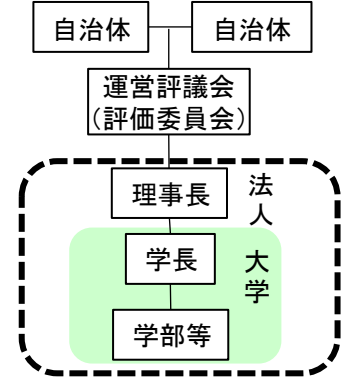 自治体 自治体
運営評議会
（評価委員会）
理事長
法人
学長
大学
学部等